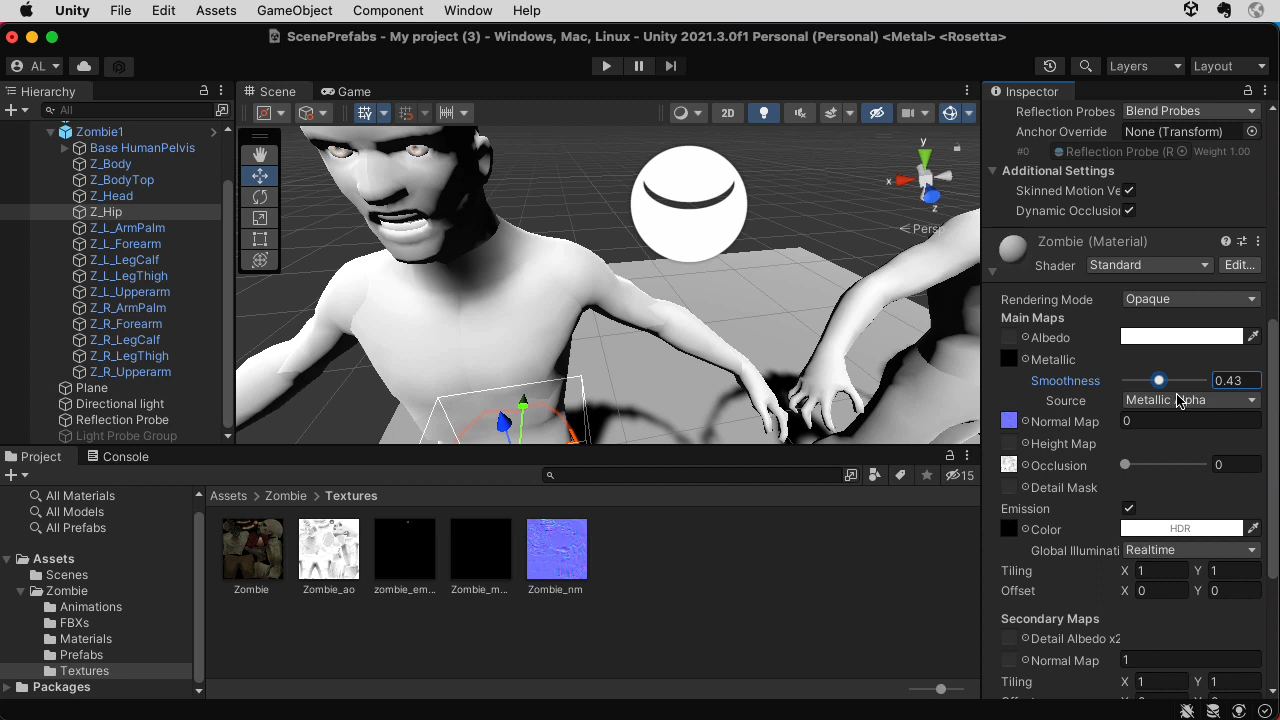 Unity File Edit Assets GameObject Component Window Help
ScenePrefabs - My project (3) - Windows, Mac, Linux - Unity 2021.3.0f1 Personal (Personal) <Metal> <Rosetta>
AL Layers Layout
Hierarchy
All
Zombie1
Base HumanPelvis
Z_Body
Z_BodyTop
Z_Head
Z_Hip
Z_L_ArmPalm
Z_L_Forearm
Z_L_LegCalf
Z_L_LegThigh
Z_L_Upperarm
Z_R_ArmPalm
Z_R_Forearm
Z_R_LegCalf
Z_R_LegThigh
Z_R_Upperarm
Plane
Directional light
Reflection Probe
Light Probe Group
Scene Game
2D
y
x
z
Persp
Inspector
Reflection Probes Blend Probes
Anchor Override None (Transform)
#0 Reflection Probe (R Weight 1.00
Additional Settings
Skinned Motion Ve
Dynamic Occlusion
Zombie (Material)
Shader Standard Edit...
Rendering Mode Opaque
Main Maps
Albedo
Metallic
Smoothness 0.43
Source Metallic Alpha
Normal Map 0
Height Map
Occlusion 0
Detail Mask
Emission
Color HDR
Global Illuminati Realtime
Tiling X 1 Y 1
Offset X 0 Y 0
Secondary Maps
Detail Albedo x2
Normal Map 1
Tiling X 1 Y 1
Project Console
15
All Materials
All Models
All Prefabs
Assets
Scenes
Zombie
Animations
FBXs
Materials
Prefabs
Textures
Packages
Assets > Zombie > Textures
Zombie Zombie_ao zombie_em... Zombie_m... Zombie_nm